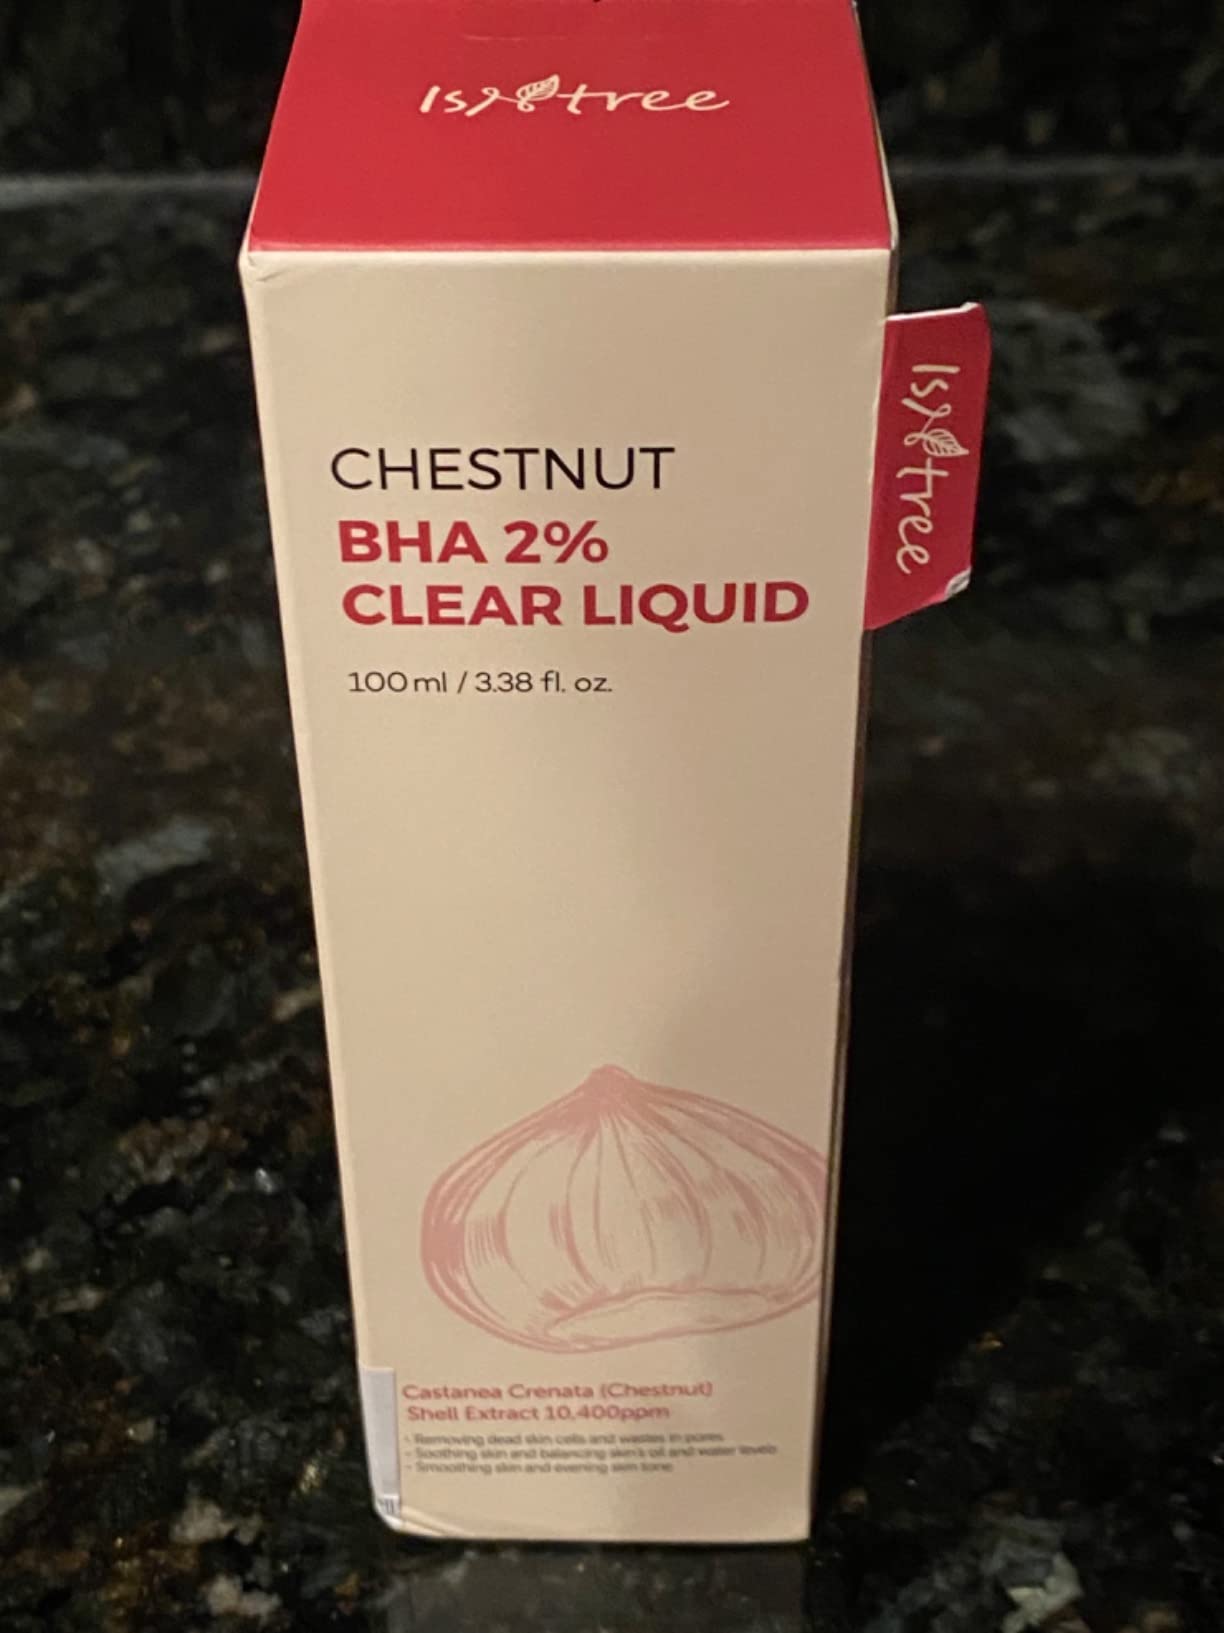 Isntree
CHESTNUT
BHA 2%
CLEAR LIQUID
100 ml / 3.38 fl. oz.
Isntree
Castanea Crenata (Chestnut)
Shell Extract 10,400ppm
- Removing dead skin cells and wastes in pores
- Soothing skin and balancing skin's oil and water levels
- Smoothing skin and evening skin tone